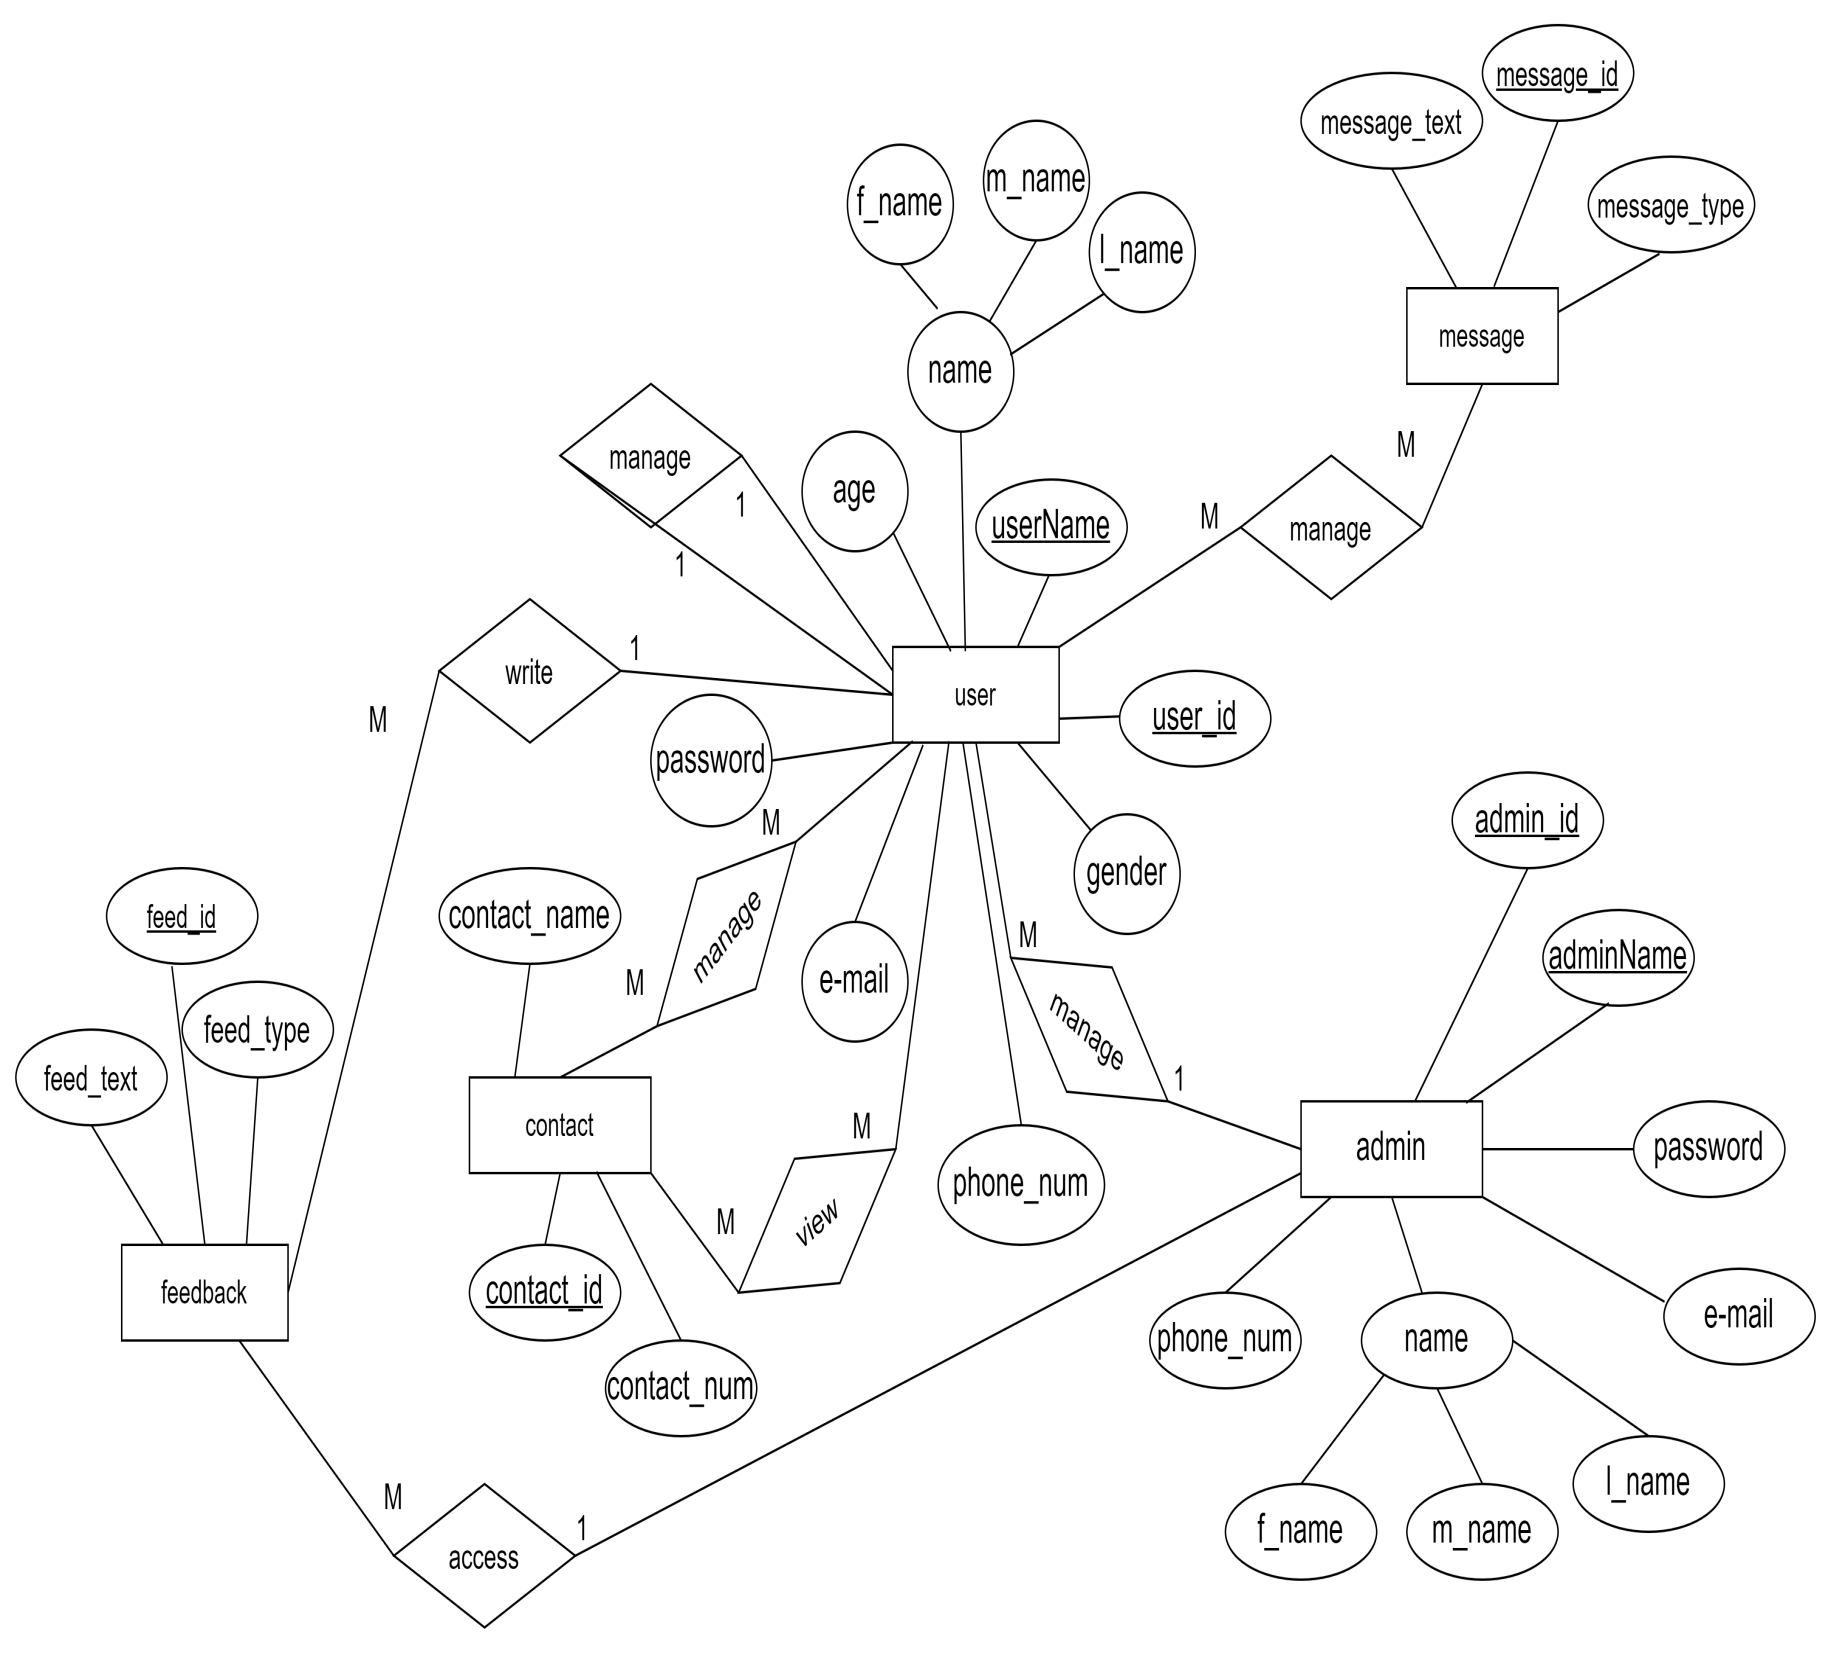 message_id
message_text
m_name
f_name
message_type
l_name
message
name
M
manage
age
1
userName
M
manage
1
1
write
user
M
user_id
password
M
admin_id
gender
contact_name
feed_id
manage
M
adminName
e-mail
M
manage
feed_type
feed_text
1
contact
M
admin
password
phone_num
M
view
contact_id
feedback
e-mail
phone_num
name
contact_num
l_name
M
1
f_name
m_name
access